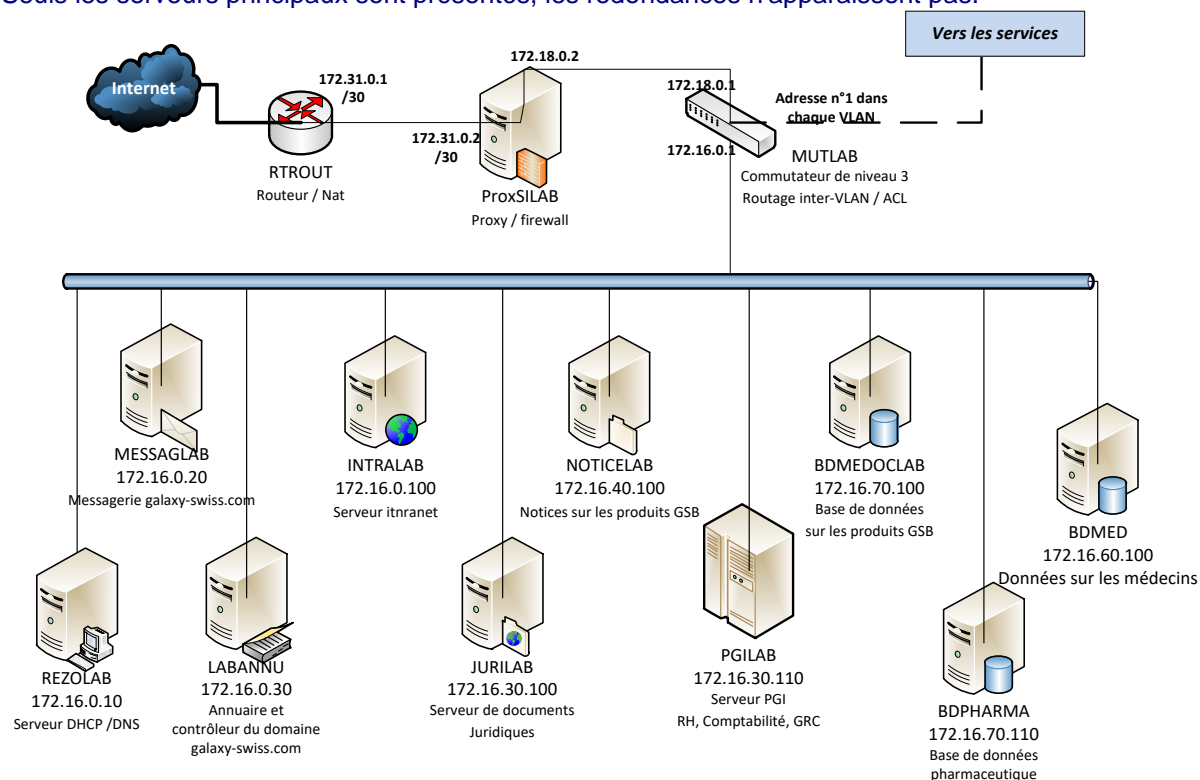 Seuls les serveurs principaux sont présentés, les redondances n'apparaissent pas.
Vers les services
Internet
172.31.0.1
/30
RTROUT
Routeur / Nat
172.18.0.2
172.31.0.2
/30
ProxSILAB
Proxy / firewall
172.18.0.1
172.16.0.1
Adresse n°1 dans
chaque VLAN
MUTLAB
Commutateur de niveau 3
Routage inter-VLAN / ACL
MESSAGLAB
172.16.0.20
Messagerie galaxy-swiss.com
INTRALAB
172.16.0.100
Serveur itnranet
NOTICELAB
172.16.40.100
Notices sur les produits GSB
BDMEDOCLAB
172.16.70.100
Base de données
sur les produits GSB
BDMED
172.16.60.100
Données sur les médecins
REZOLAB
172.16.0.10
Serveur DHCP /DNS
LABANNU
172.16.0.30
Annuaire et
contrôleur du domaine
galaxy-swiss.com
JURILAB
172.16.30.100
Serveur de documents
Juridiques
PGILAB
172.16.30.110
Serveur PGI
RH, Comptabilité, GRC
BDPHARMA
172.16.70.110
Base de données
pharmaceutique